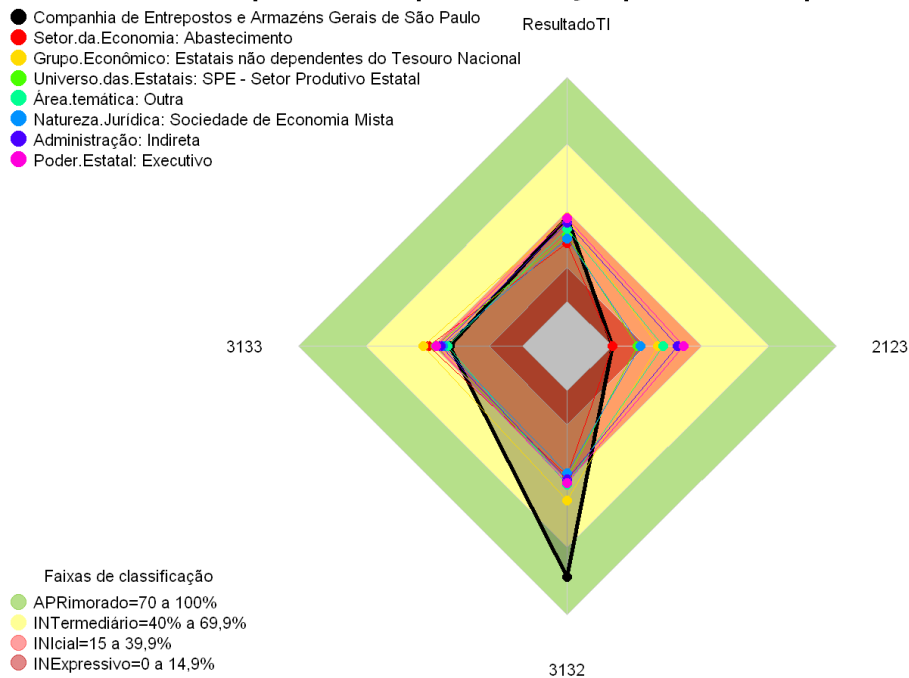 Companhia de Entrepostos e Armazéns Gerais de São Paulo
Setor.da.Economia: Abastecimento
Grupo.Econômico: Estatais não dependentes do Tesouro Nacional
Universo.das.Estatais: SPE - Setor Produtivo Estatal
Área.temática: Outra
Natureza.Jurídica: Sociedade de Economia Mista
Administração: Indireta
Poder.Estatal: Executivo
ResultadoTI
3133
2123
3132
Faixas de classificação
APRimorado=70 a 100%
INTermediário=40% a 69,9%
INIcial=15 a 39,9%
INExpressivo=0 a 14,9%